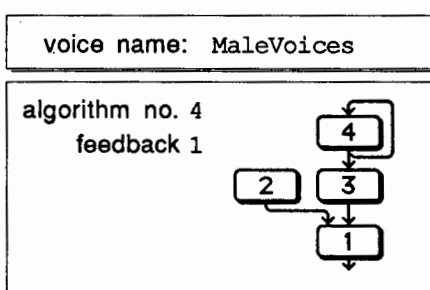 voice name: MaleVoices
algorithm no. 4
feedback 1
4
2 3
1